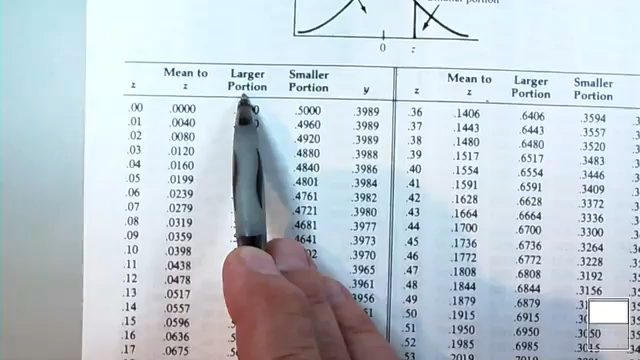 Smaller portion
0 z
z Mean to z Larger Portion Smaller Portion y z Mean to z Larger Portion Smaller Portion
.00 .0000 .5000 .3989 .36 .1406 .6406 .3594
.01 .0040 .4960 .3989 .37 .1443 .6443 .3557
.02 .0080 .4920 .3989 .38 .1480 .6480 .3520
.03 .0120 .4880 .3988 .39 .1517 .6517 .3483
.04 .0160 .4840 .3986 .40 .1554 .6554 .3446
.05 .0199 .4801 .3984 .41 .1591 .6591 .3409
.06 .0239 .4761 .3982 .42 .1628 .6628 .3372
.07 .0279 .4721 .3980 .43 .1664 .6664 .3336
.08 .0319 .4681 .3977 .44 .1700 .6700 .3300
.09 .0359 .4641 .3973 .45 .1736 .6736 .3264
.10 .0398 .3970 .46 .1772 .6772 .3228
.11 .0438 .3965 .47 .1808 .6808 .3192
.12 .0478 .3961 .48 .1844 .6844 .3156
.13 .0517 .49 .1879 .6879
.14 .0557 .50 .1915 .6915
.15 .0596 .51 .1950 .6950
.16 .0636 .52 .1985 .6985
.17 .0675 .53